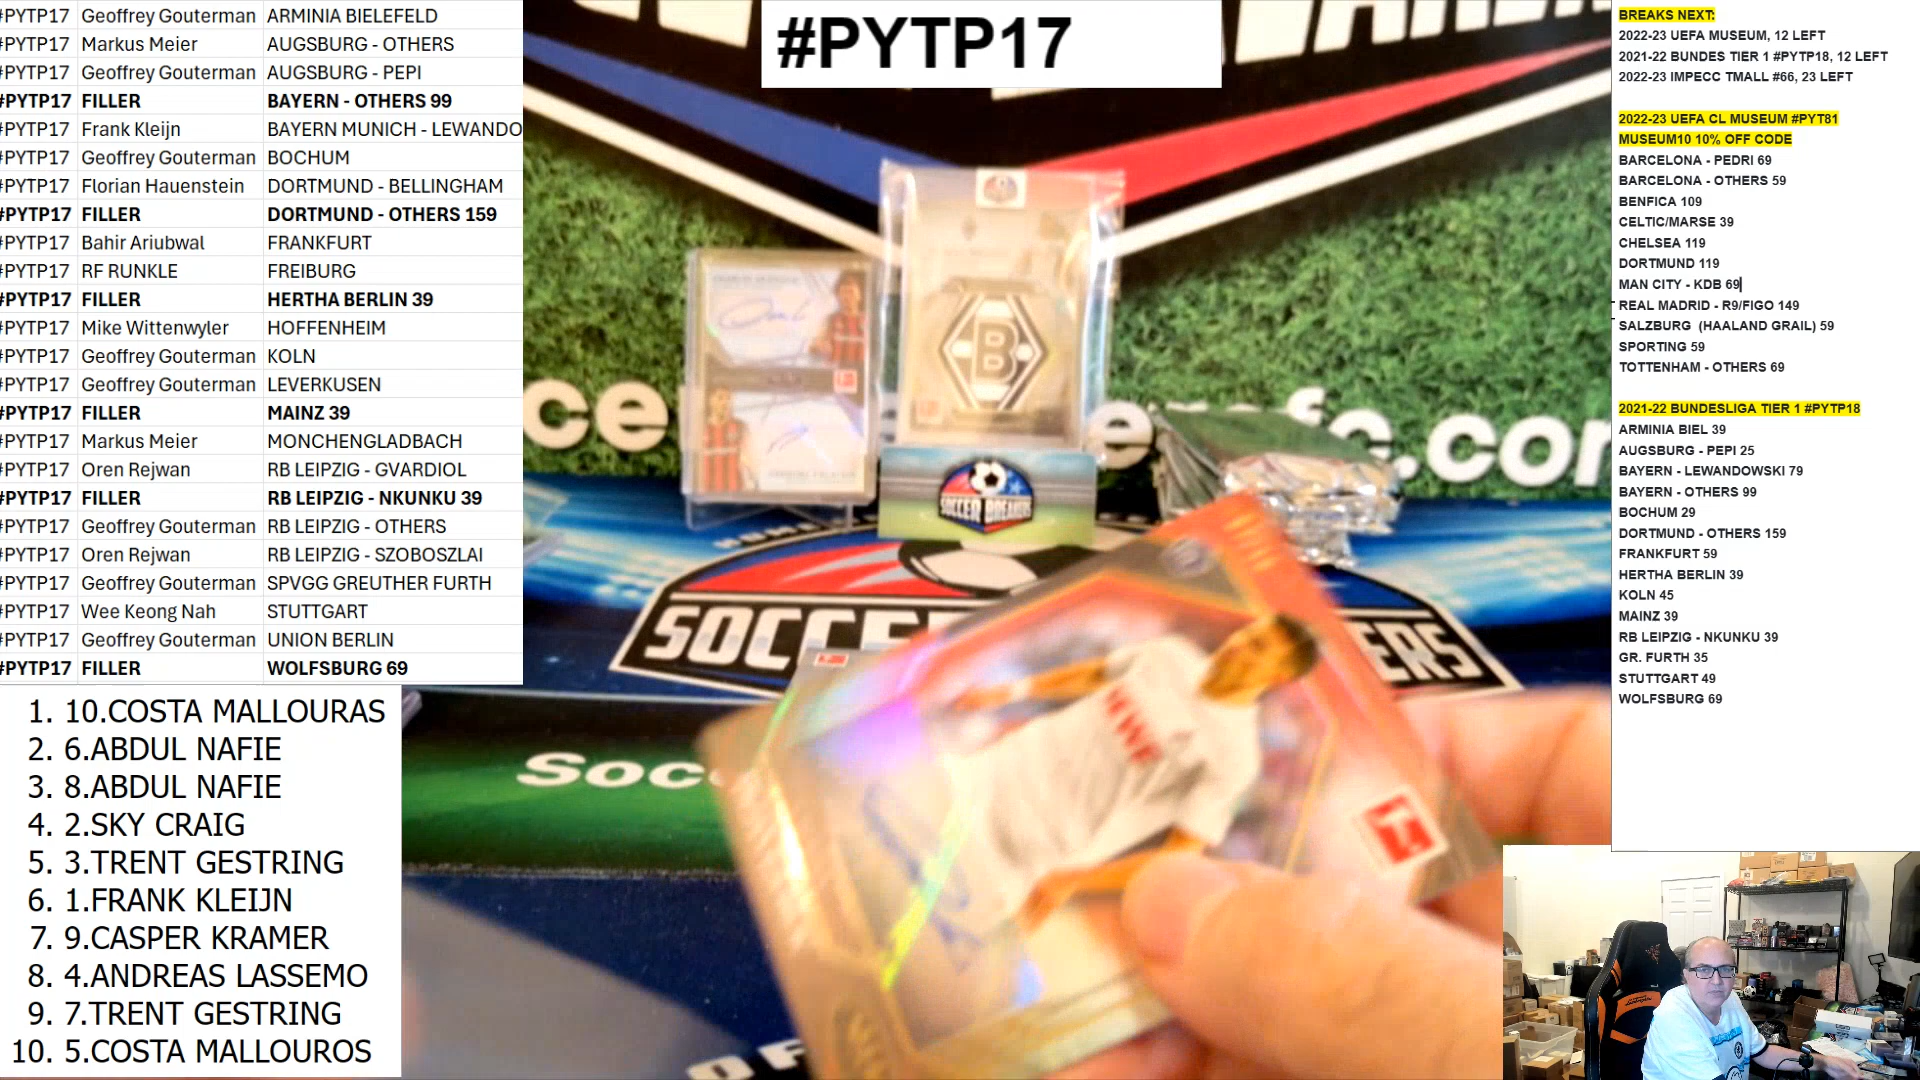 #PYTP17 Geoffrey Gouterman ARMINIA BIELEFELD
#PYTP17 Markus Meier AUGSBURG - OTHERS
#PYTP17 Geoffrey Gouterman AUGSBURG - PEPI
#PYTP17 FILLER BAYERN - OTHERS 99
#PYTP17 Frank Kleijn BAYERN MUNICH - LEWANDO
#PYTP17 Geoffrey Gouterman BOCHUM
#PYTP17 Florian Hauenstein DORTMUND - BELLINGHAM
#PYTP17 FILLER DORTMUND - OTHERS 159
#PYTP17 Bahir Ariubwal FRANKFURT
#PYTP17 RF RUNKLE FREIBURG
#PYTP17 FILLER HERTHA BERLIN 39
#PYTP17 Mike Wittenwyler HOFFENHEIM
#PYTP17 Geoffrey Gouterman KOLN
#PYTP17 Geoffrey Gouterman LEVERKUSEN
#PYTP17 FILLER MAINZ 39
#PYTP17 Markus Meier MONCHENGLADBACH
#PYTP17 Oren Rejwan RB LEIPZIG - GVARDIOL
#PYTP17 FILLER RB LEIPZIG - NKUNKU 39
#PYTP17 Geoffrey Gouterman RB LEIPZIG - OTHERS
#PYTP17 Oren Rejwan RB LEIPZIG - SZOBOSZLAI
#PYTP17 Geoffrey Gouterman SPVGG GREUTHER FURTH
#PYTP17 Wee Keong Nah STUTTGART
#PYTP17 Geoffrey Gouterman UNION BERLIN
#PYTP17 FILLER WOLFSBURG 69
1. 10.COSTA MALLOURAS
2. 6.ABDUL NAFIE
3. 8.ABDUL NAFIE
4. 2.SKY CRAIG
5. 3.TRENT GESTRING
6. 1.FRANK KLEIJN
7. 9.CASPER KRAMER
8. 4.ANDREAS LASSEMO
9. 7.TRENT GESTRING
10. 5.COSTA MALLOUROS
#PYTP17
B
SOCCER BREAKERS
REWE
BREAKS NEXT:
2022-23 UEFA MUSEUM, 12 LEFT
2021-22 BUNDES TIER 1 #PYTP18, 12 LEFT
2022-23 IMPECC TMALL #66, 23 LEFT
2022-23 UEFA CL MUSEUM #PYT81
MUSEUM10 10% OFF CODE
BARCELONA - PEDRI 69
BARCELONA - OTHERS 59
BENFICA 109
CELTIC/MARSE 39
CHELSEA 119
DORTMUND 119
MAN CITY - KDB 69
REAL MADRID - R9/FIGO 149
SALZBURG (HAALAND GRAIL) 59
SPORTING 59
TOTTENHAM - OTHERS 69
2021-22 BUNDESLIGA TIER 1 #PYTP18
ARMINIA BIEL 39
AUGSBURG - PEPI 25
BAYERN - LEWANDOWSKI 79
BAYERN - OTHERS 99
BOCHUM 29
DORTMUND - OTHERS 159
FRANKFURT 59
HERTHA BERLIN 39
KOLN 45
MAINZ 39
RB LEIPZIG - NKUNKU 39
GR. FURTH 35
STUTTGART 49
WOLFSBURG 69